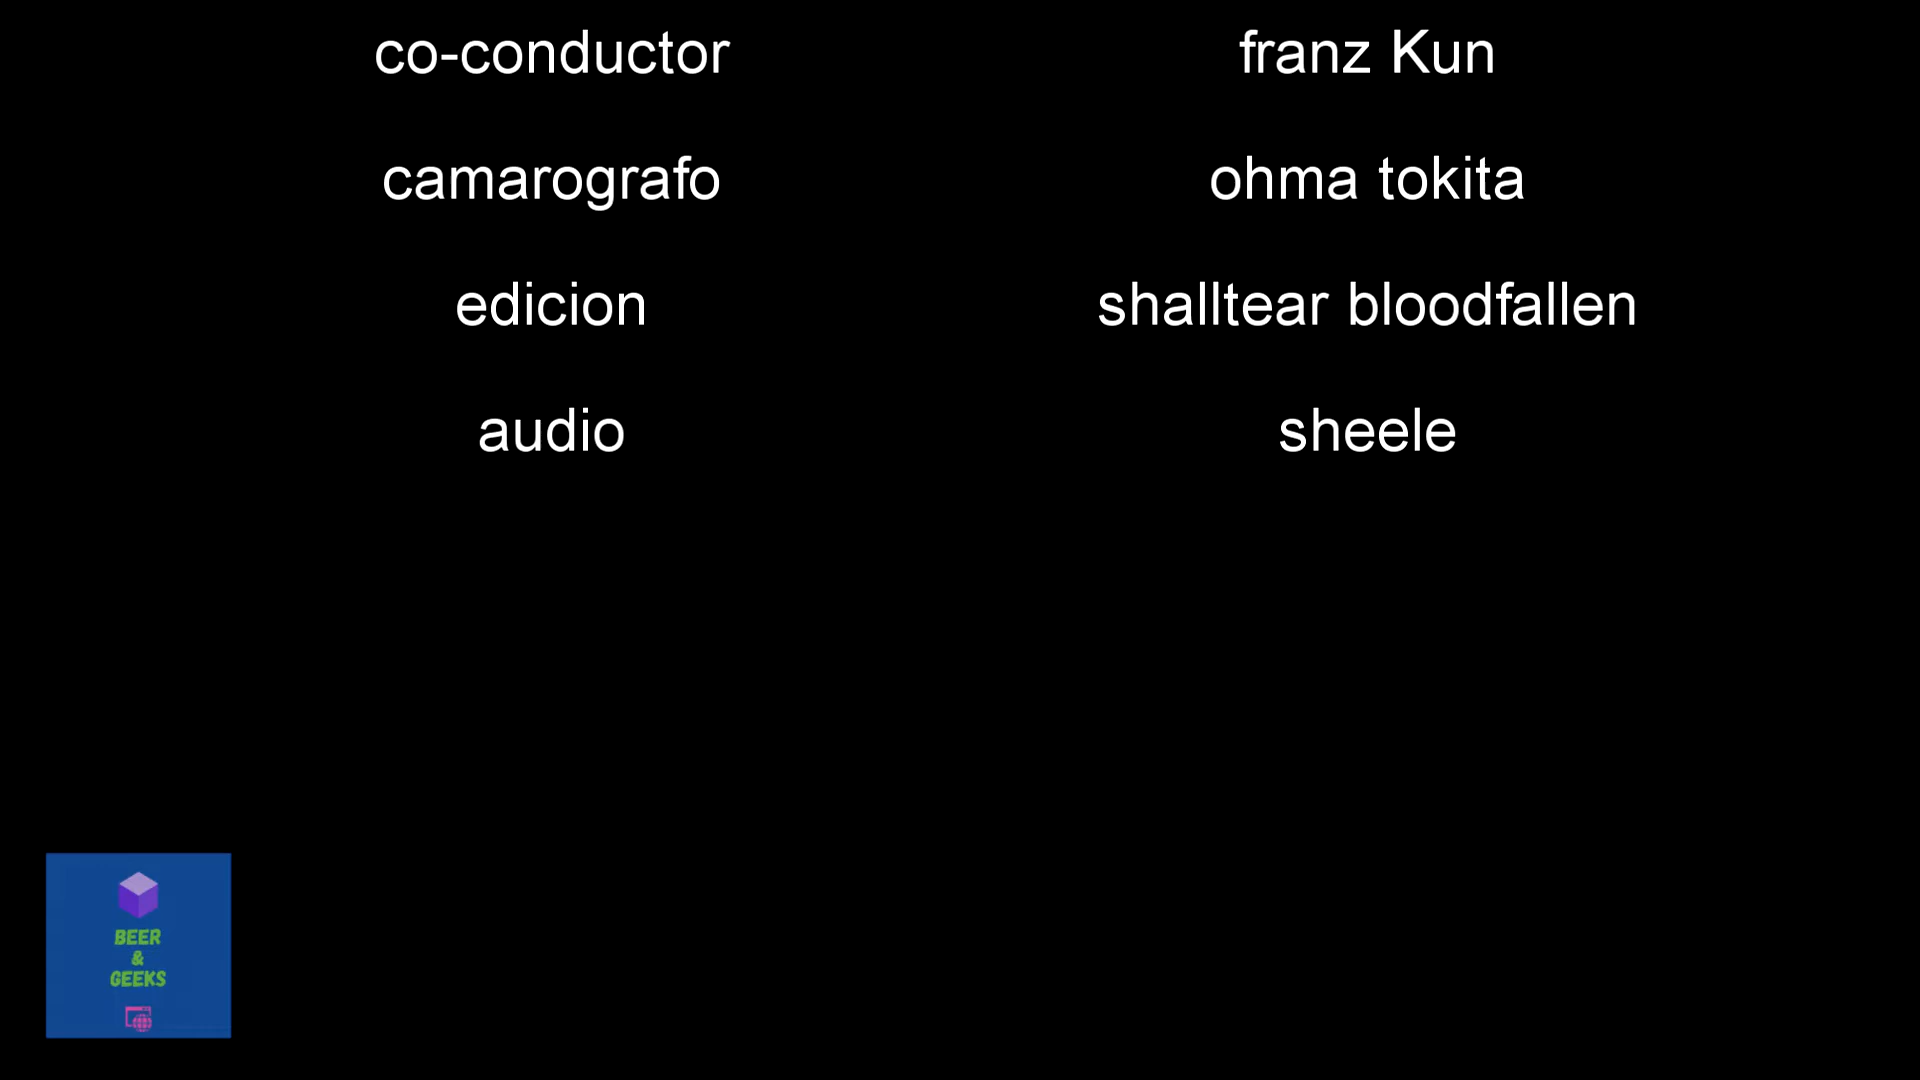 co-conductor franz Kun
camarografo ohma tokita
edicion shalltear bloodfallen
audio sheele
BEER
&
GEEKS